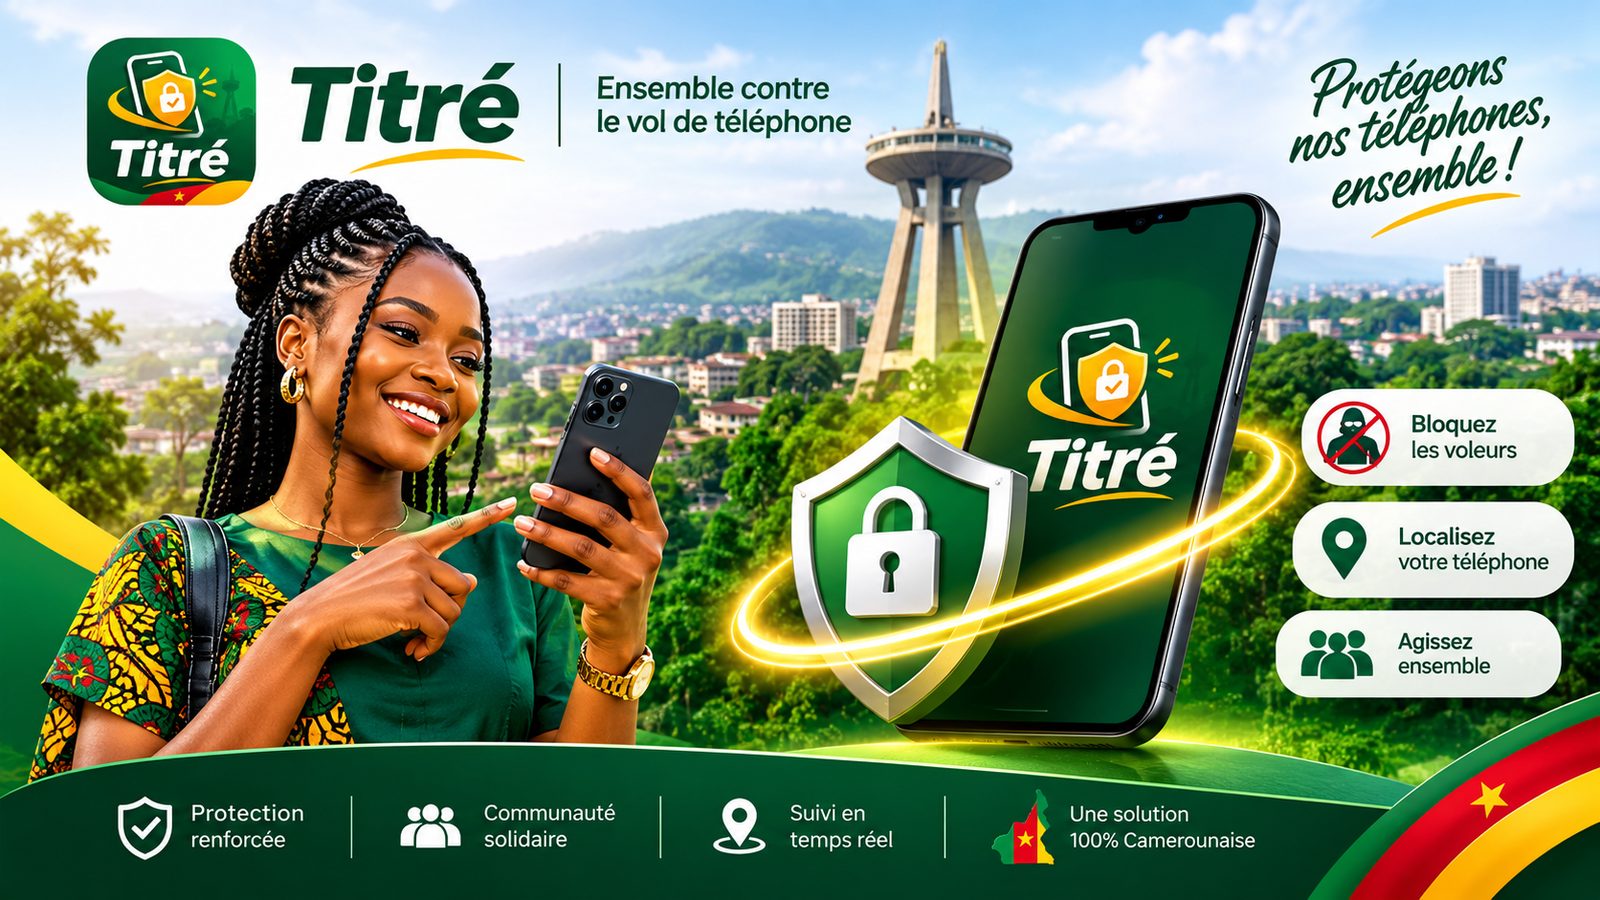 Titré
Titré
Ensemble contre
le vol de téléphone
Protégeons
nos téléphones,
ensemble !
Titré
Bloquez
les voleurs
Localisez
votre téléphone
Agissez
ensemble
Protection
renforcée
Communauté
solidaire
Suivi en
temps réel
Une solution
100% Camerounaise